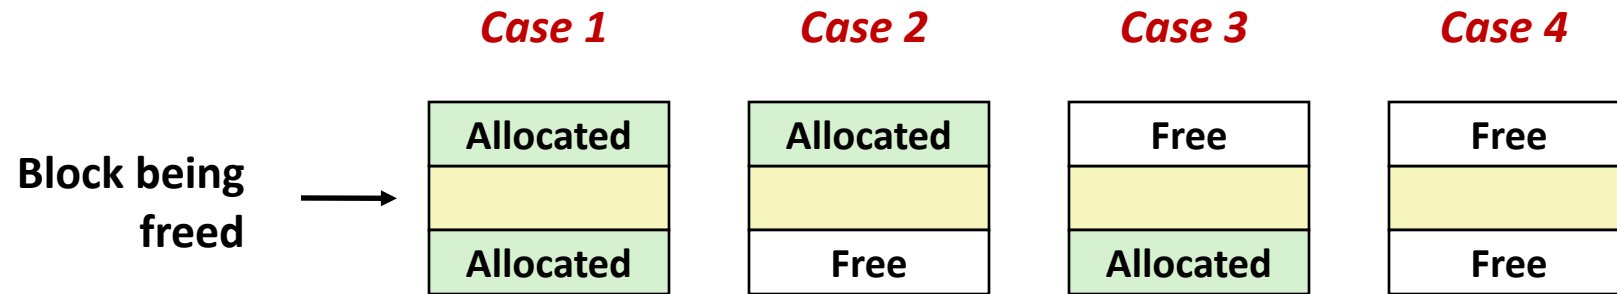 Case 1 Case 2 Case 3 Case 4
Allocated Allocated Free Free
Block being
freed
Allocated Free Allocated Free